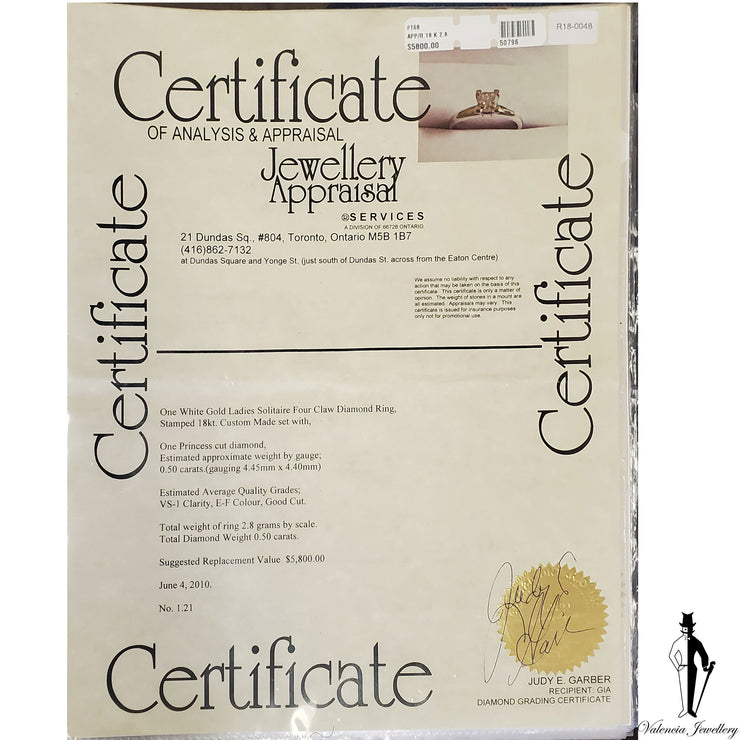 #168
APP/R 18 K 2.8
$5800.00
50796
R18-0048
Certificate
OF ANALYSIS & APPRAISAL
Jewellery
Appraisal
SERVICES
A DIVISION OF 66728 ONTARIO
21 Dundas Sq., #804, Toronto, Ontario M5B 1B7
(416)862-7132
at Dundas Square and Yonge St. (just south of Dundas St. across from the Eaton Centre)
We assume no liability with respect to any
action that may be taken on the basis of this
certificate. This certificate is only a matter of
opinion. The weight of stones in a mount are
all estimated. Appraisals may vary. This
certificate is issued for insurance purposes
only not for promotional use.
Certificate
Certificate
One White Gold Ladies Solitaire Four Claw Diamond Ring,
Stamped 18kt. Custom Made set with,
One Princess cut diamond,
Estimated approximate weight by gauge;
0.50 carats.(gauging 4.45mm x 4.40mm)
Estimated Average Quality Grades;
VS-1 Clarity, E-F Colour, Good Cut.
Total weight of ring 2.8 grams by scale.
Total Diamond Weight 0.50 carats.
Suggested Replacement Value $5,800.00
June 4, 2010.
No. 1.21
Certificate
JUDY E. GARBER
RECIPIENT: GIA
DIAMOND GRADING CERTIFICATE
Valencia Jewellery